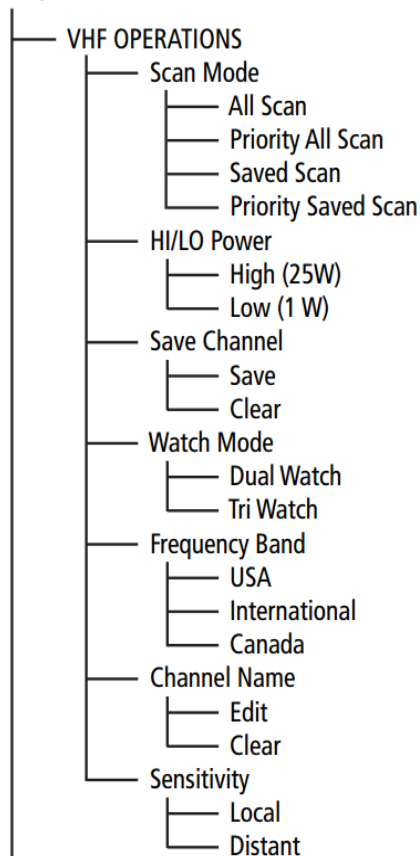 VHF OPERATIONS
Scan Mode
All Scan
Priority All Scan
Saved Scan
Priority Saved Scan
HI/LO Power
High (25W)
Low (1 W)
Save Channel
Save
Clear
Watch Mode
Dual Watch
Tri Watch
Frequency Band
USA
International
Canada
Channel Name
Edit
Clear
Sensitivity
Local
Distant